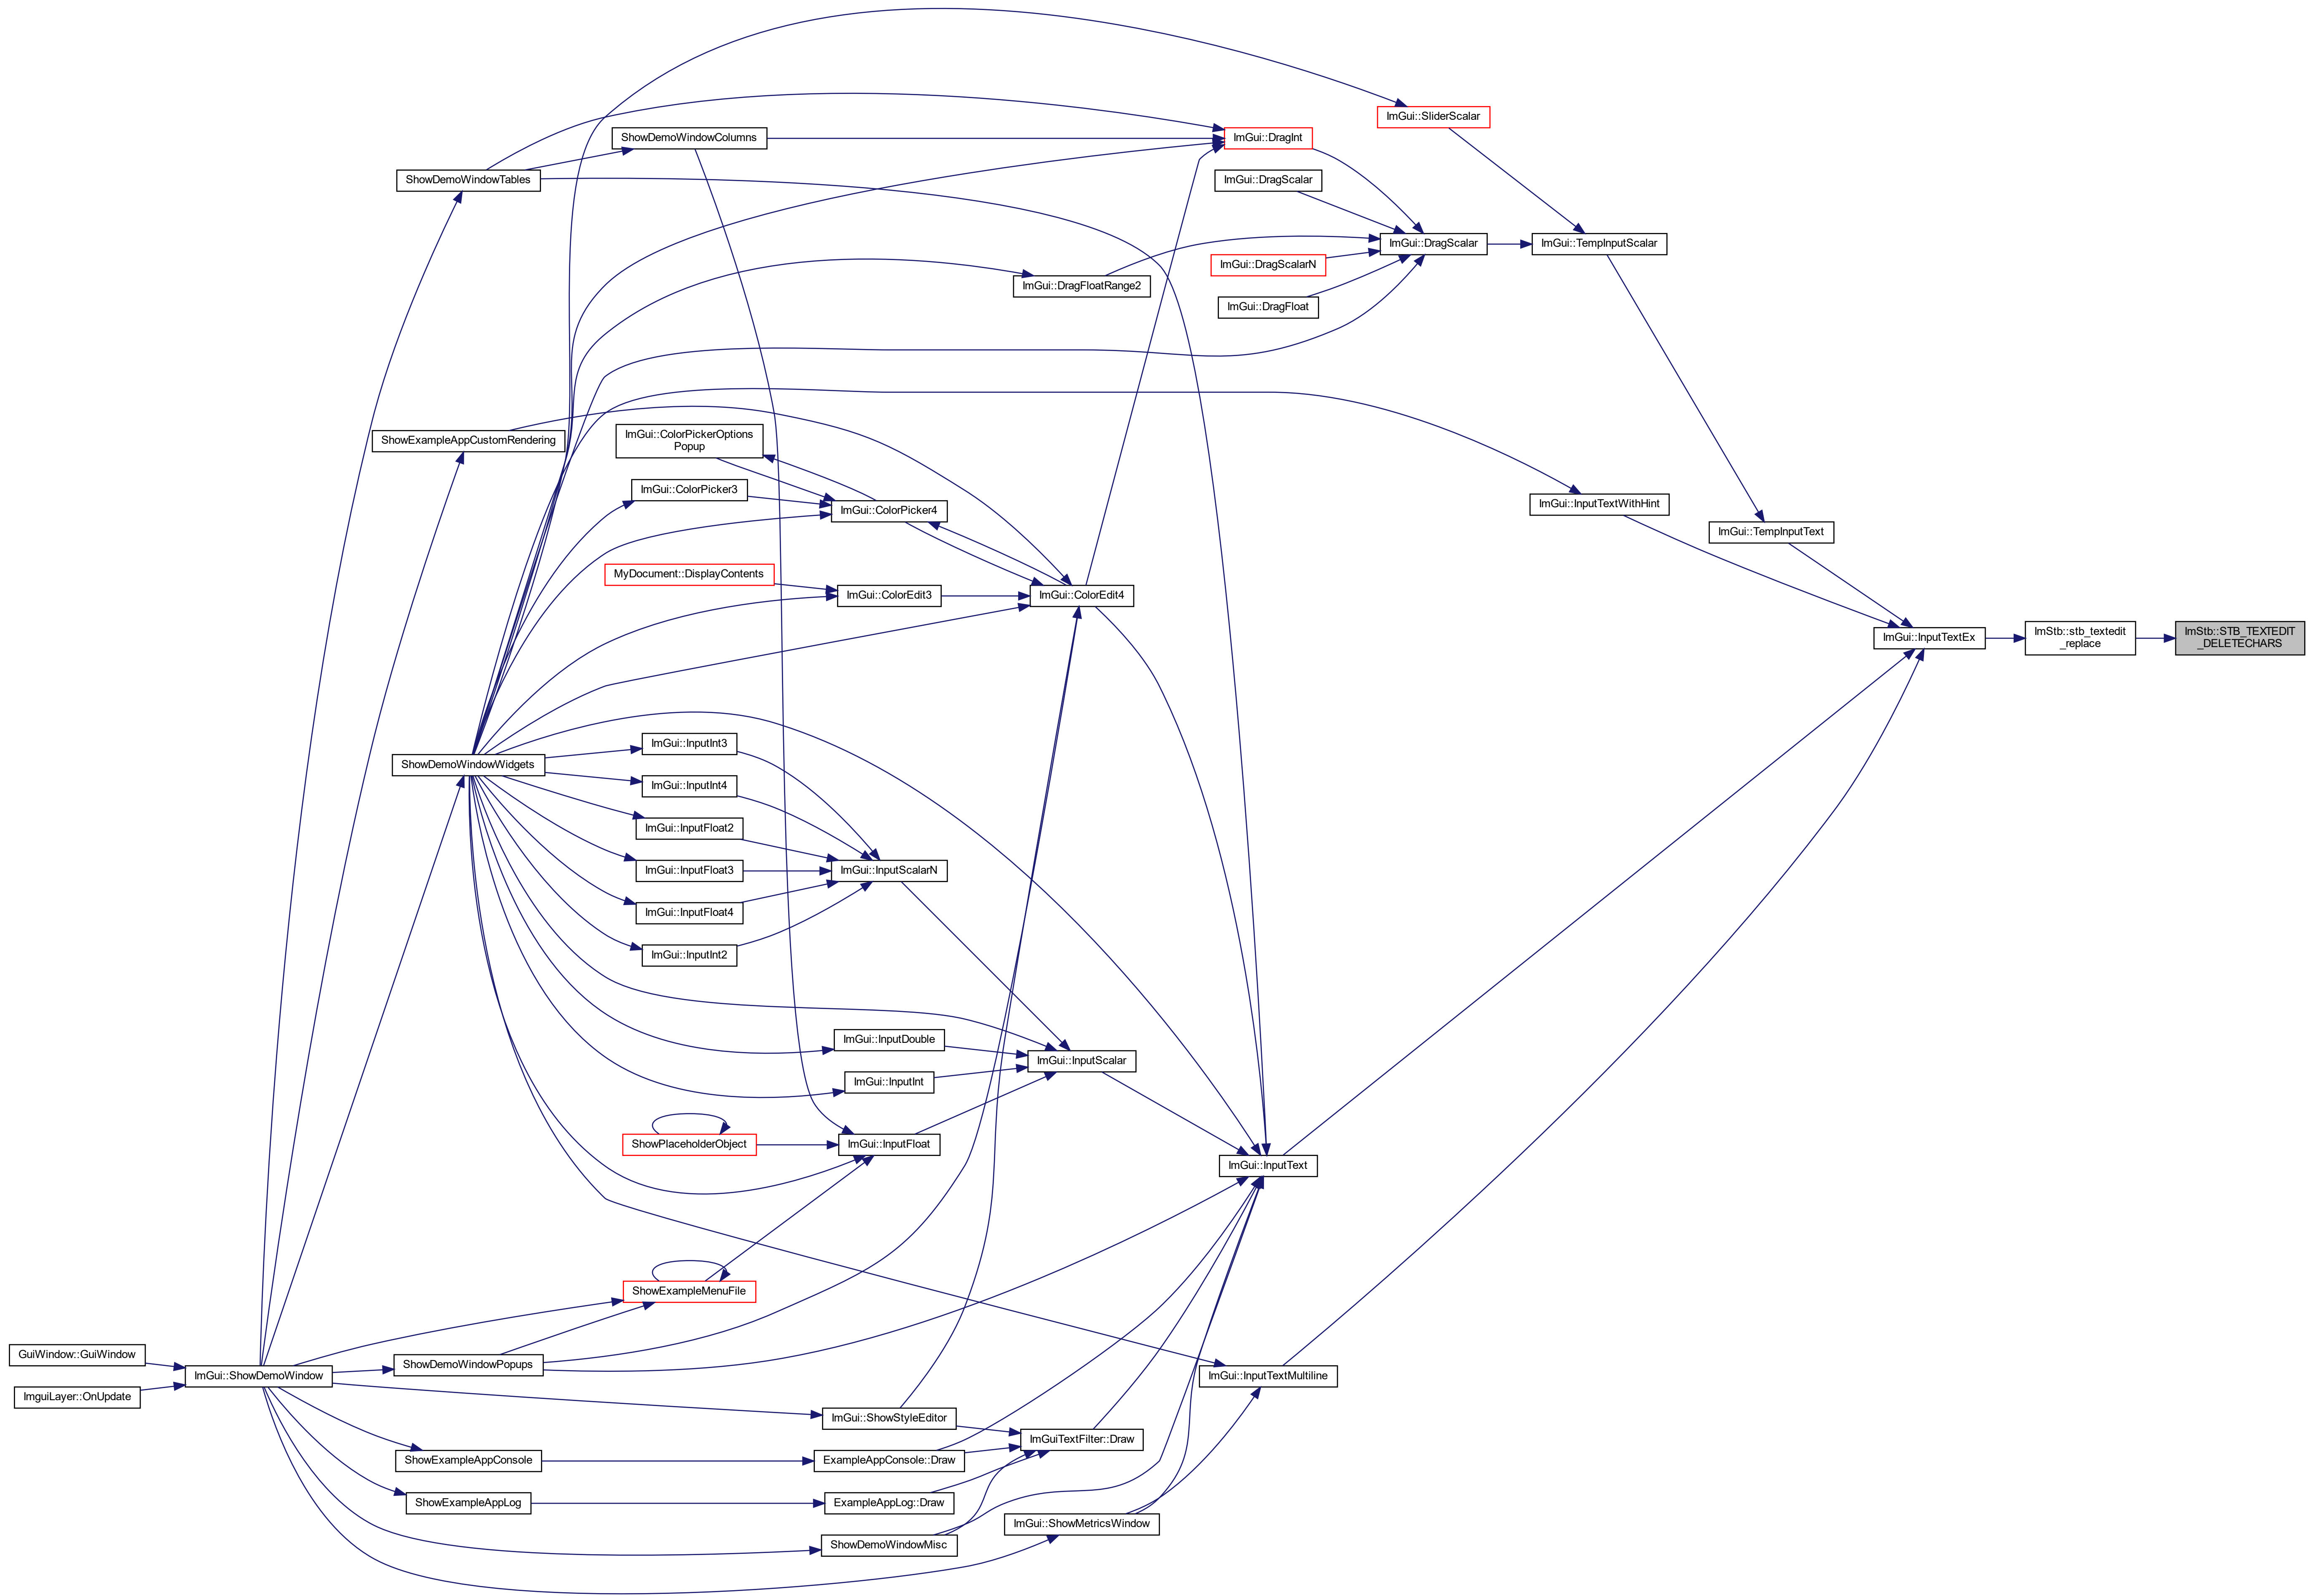 ImGui::SliderScalar
ShowDemoWindowColumns
ImGui::DragInt
ShowDemoWindowTables
ImGui::DragScalar
ImGui::DragScalar
ImGui::TempInputScalar
ImGui::DragScalarN
ImGui::DragFloatRange2
ImGui::DragFloat
ShowExampleAppCustomRendering
ImGui::ColorPickerOptions
Popup
ImGui::ColorPicker3
ImGui::ColorPicker4
ImGui::InputTextWithHint
ImGui::TempInputText
MyDocument::DisplayContents
ImGui::ColorEdit3
ImGui::ColorEdit4
ImGui::InputTextEx
ImStb::stb_textedit
_replace
ImStb::STB_TEXTEDIT
_DELETECHARS
ShowDemoWindowWidgets
ImGui::InputInt3
ImGui::InputInt4
ImGui::InputFloat2
ImGui::InputFloat3
ImGui::InputScalarN
ImGui::InputFloat4
ImGui::InputInt2
ImGui::InputDouble
ImGui::InputScalar
ImGui::InputInt
ShowPlaceholderObject
ImGui::InputFloat
ImGui::InputText
ShowExampleMenuFile
GuiWindow::GuiWindow
ImGui::ShowDemoWindow
ShowDemoWindowPopups
ImGui::InputTextMultiline
ImguiLayer::OnUpdate
ImGui::ShowStyleEditor
ImGuiTextFilter::Draw
ShowExampleAppConsole
ExampleAppConsole::Draw
ShowExampleAppLog
ExampleAppLog::Draw
ImGui::ShowMetricsWindow
ShowDemoWindowMisc